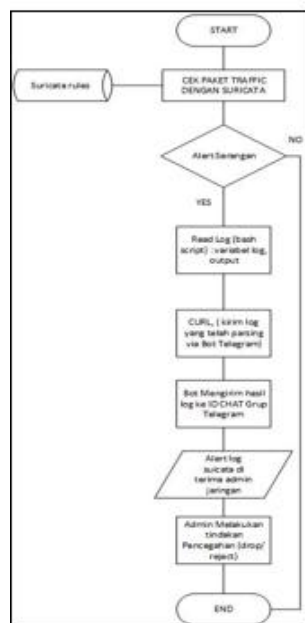 START
Suricata rules
CEK PAKET TRAFFIC
DENGAN SURICATA
NO
Alert Serangan
YES
Read Log (bash
script) : variabel log,
output
CURL, ( kirim log
yang telah parsing
via Bot Telegram)
Bot Mengirim hasil
log ke ID CHAT Grup
Telegram
Alert log
suicata di
terima admin
jaringan
Admin Melakukan
tindakan
Pencegahan (drop/
reject)
END